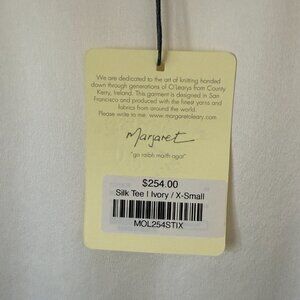 We are dedicated to the art of knitting handed
down through generations of O'Learys from County
Kerry, Ireland. This garment is designed in San
Francisco and produced with the finest yarns and
fabrics from around the world.
Please write to me: www.margaretoleary.com
Margaret
"go raibh maith agat"
$254.00
Silk Tee | Ivory / X-Small
MOL254STIX